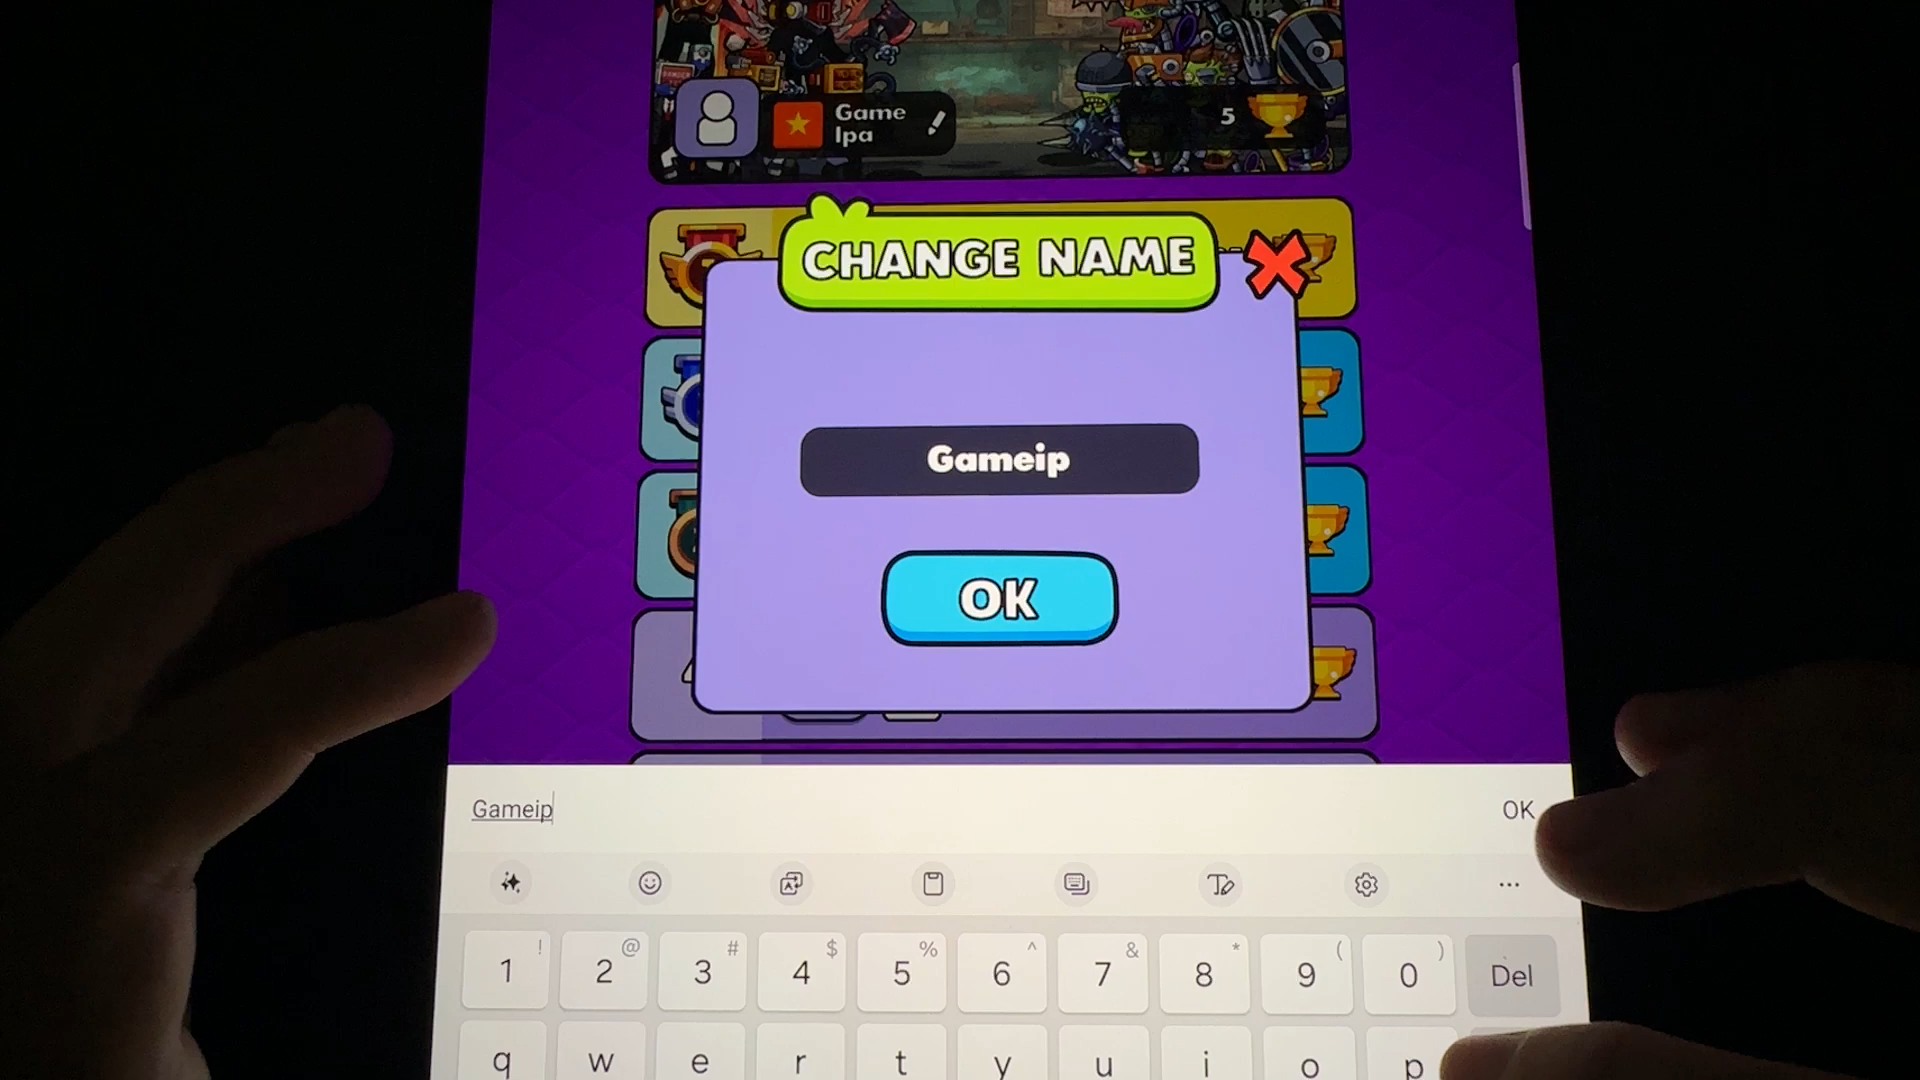 Game
Ipa
5
CHANGE NAME
Gameip
OK
Gameip
OK
! @ # $ % ^ & * ( )
1 2 3 4 5 6 7 8 9 0 Del
q w e r t y u i o p